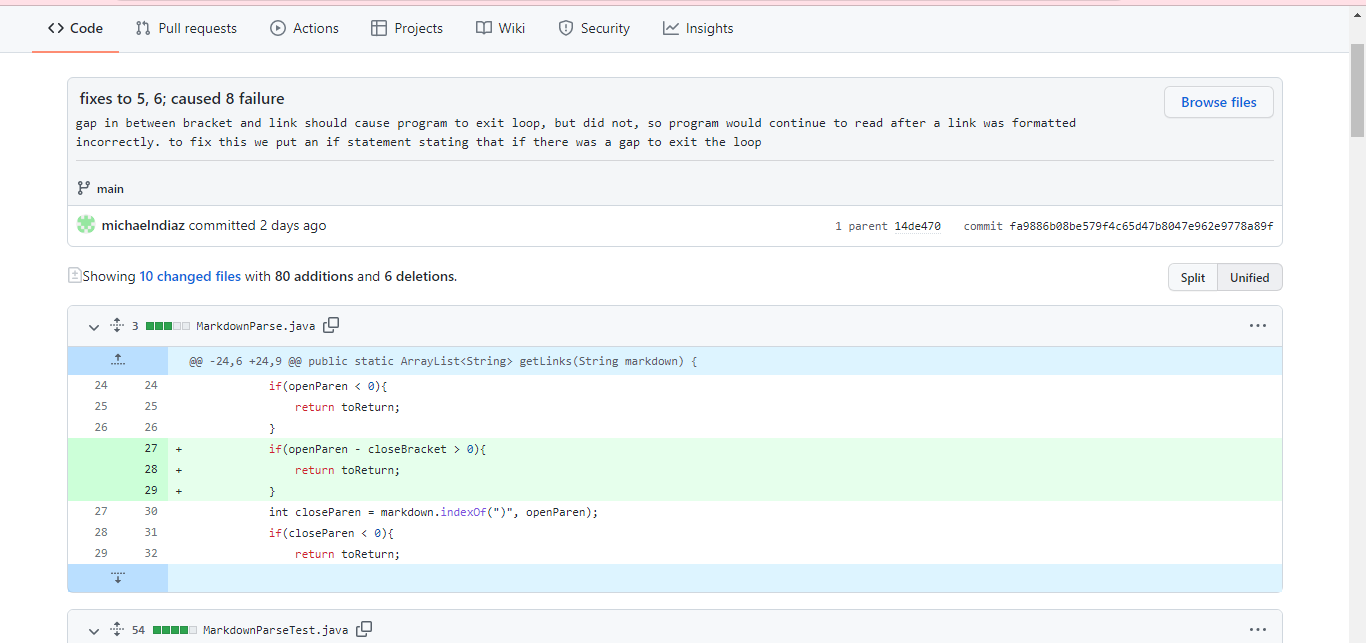 Code Pull requests Actions Projects Wiki Security Insights
fixes to 5, 6; caused 8 failure
Browse files
gap in between bracket and link should cause program to exit loop, but did not, so program would continue to read after a link was formatted
incorrectly. to fix this we put an if statement stating that if there was a gap to exit the loop
main
michaelndiaz committed 2 days ago 1 parent 14de470 commit fa9886b08be579f4c65d47b8047e962e9778a89f
Showing 10 changed files with 80 additions and 6 deletions. Split Unified
3 MarkdownParse.java
@@ -24,6 +24,9 @@ public static ArrayList<String> getLinks(String markdown) {
24 24 if(openParen < 0){
25 25 return toReturn;
26 26 }
27 + if(openParen - closeBracket > 0){
28 + return toReturn;
29 + }
27 30 int closeParen = markdown.indexOf(")", openParen);
28 31 if(closeParen < 0){
29 32 return toReturn;
54 MarkdownParseTest.java